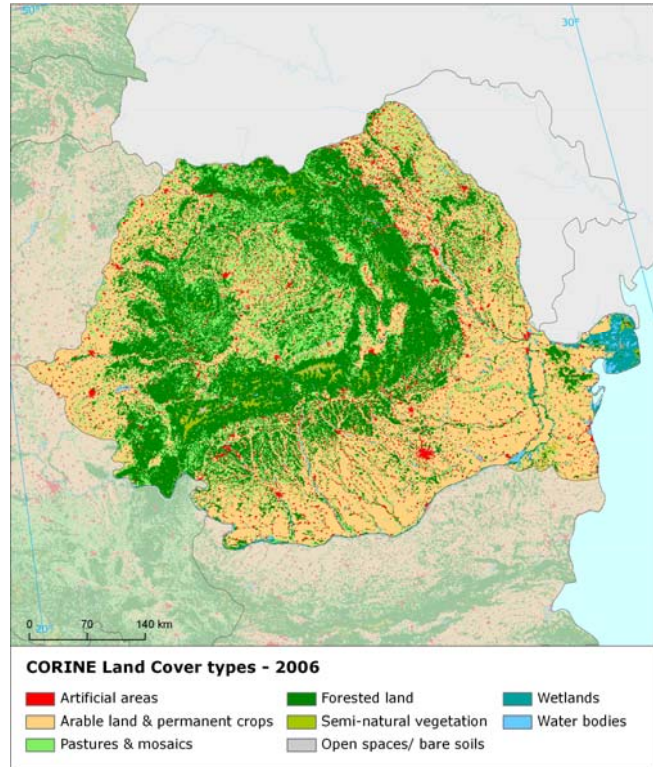 50°
30°
0 70 140 km
20°
CORINE Land Cover types - 2006
Artificial areas
Forested land
Wetlands
Arable land & permanent crops
Semi-natural vegetation
Water bodies
Pastures & mosaics
Open spaces/ bare soils